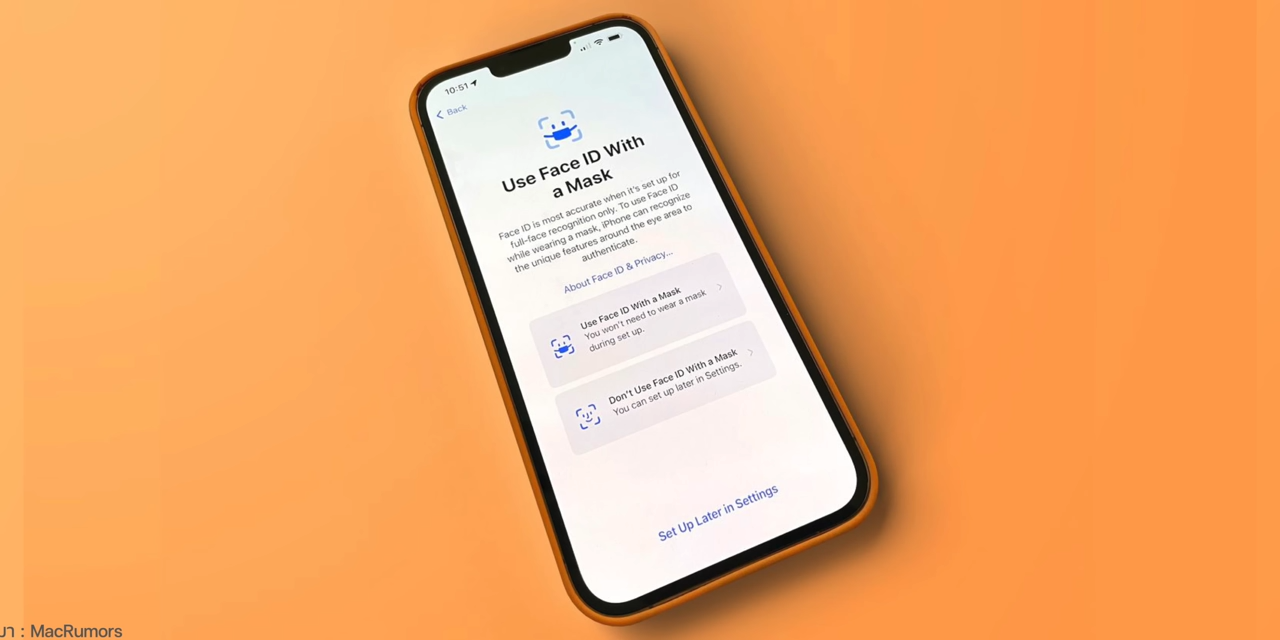 10:51
Back
Use Face ID With
a Mask
Face ID is most accurate when it's set up for
full-face recognition only. To use Face ID
while wearing a mask, iPhone can recognize
the unique features around the eye area to
authenticate.
About Face ID & Privacy...
Use Face ID With a Mask
You won't need to wear a mask
during set up.
Don't Use Face ID With a Mask
You can set up later in Settings.
Set Up Later in Settings
: MacRumors